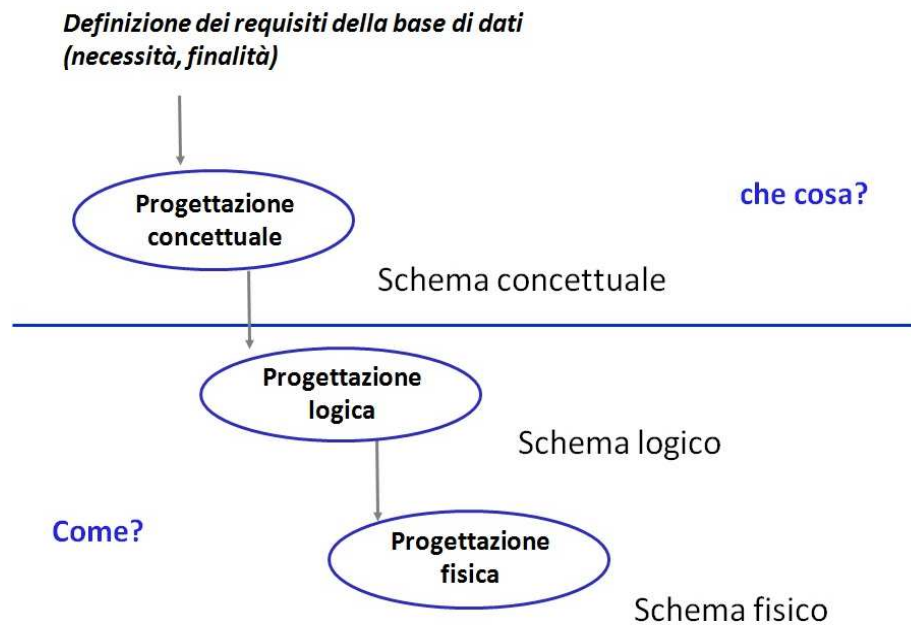 Definizione dei requisiti della base di dati
(necessità, finalità)
Progettazione
concettuale
che cosa?
Schema concettuale
Progettazione
logica
Schema logico
Come?
Progettazione
fisica
Schema fisico